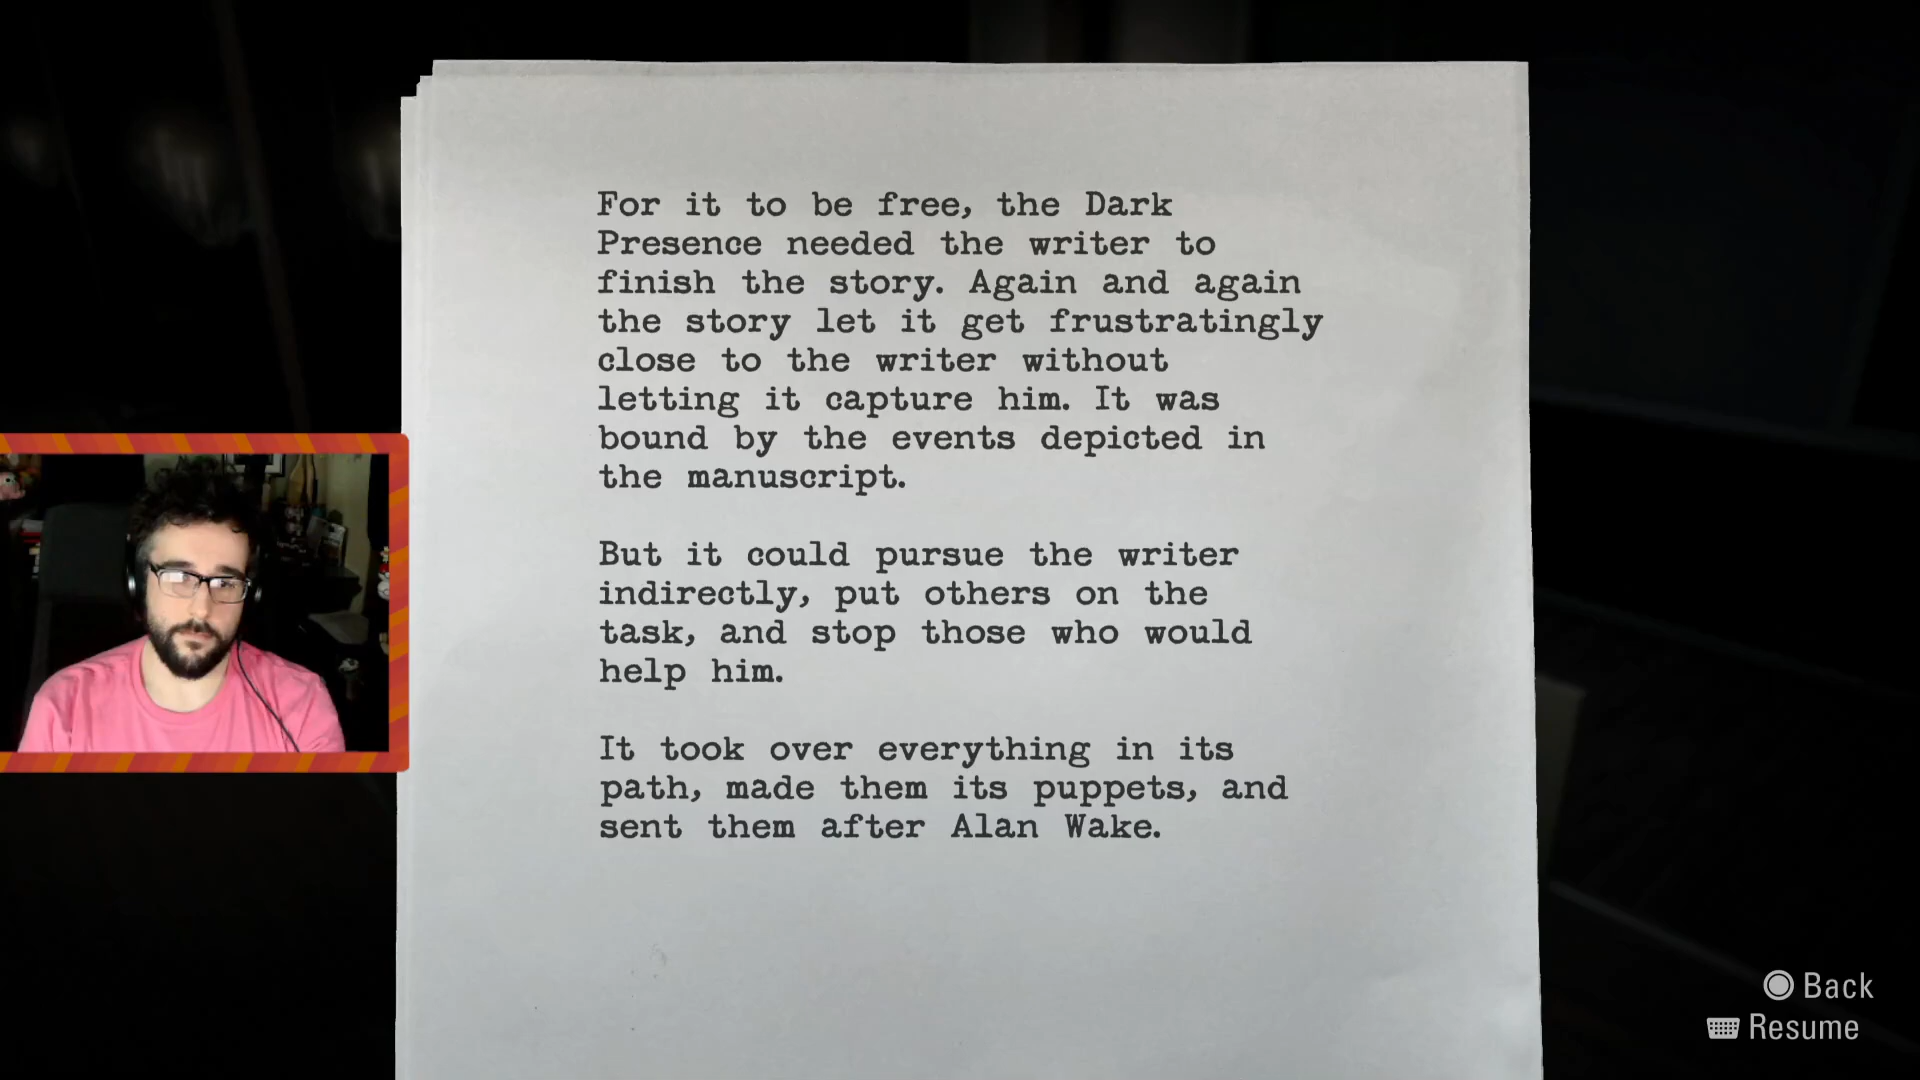 For it to be free, the Dark
Presence needed the writer to
finish the story. Again and again
the story let it get frustratingly
close to the writer without
letting it capture him. It was
bound by the events depicted in
the manuscript.
But it could pursue the writer
indirectly, put others on the
task, and stop those who would
help him.
It took over everything in its
path, made them its puppets, and
sent them after Alan Wake.
Back
Resume